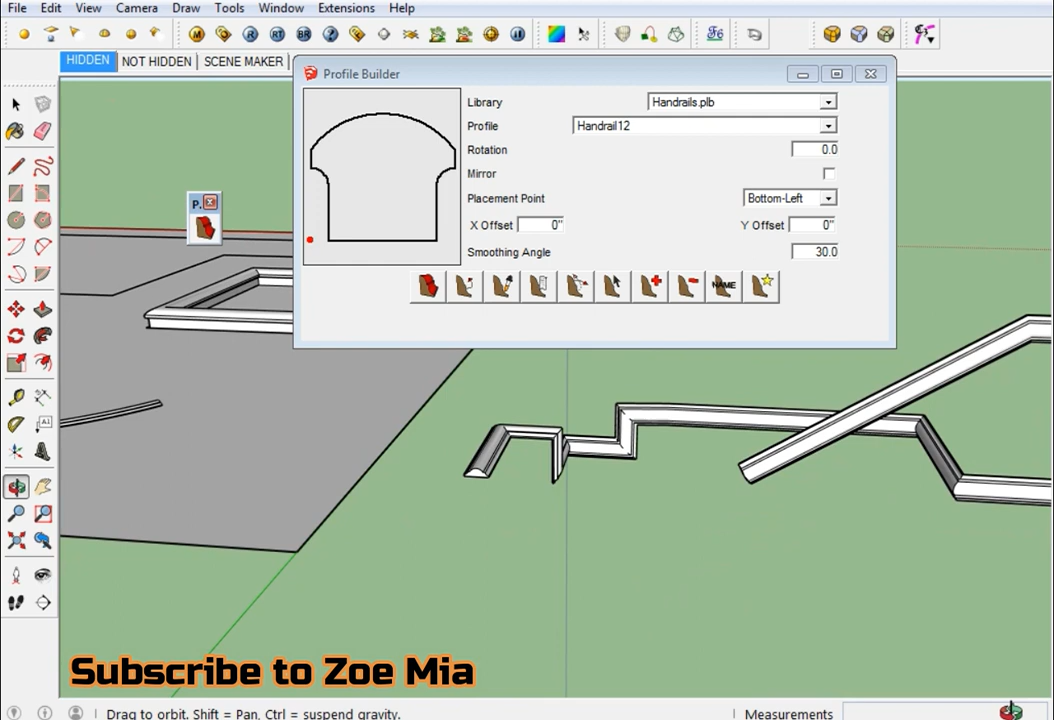 File Edit View Camera Draw Tools Window Extensions Help
HIDDEN NOT HIDDEN SCENE MAKER
Profile Builder
Library Handrails.plb
Profile Handrail12
Rotation 0.0
Mirror
Placement Point Bottom-Left
X Offset 0" Y Offset 0"
Smoothing Angle 30.0
NAME
P.
Subscribe to Zoe Mia
Drag to orbit. Shift = Pan, Ctrl = suspend gravity. Measurements